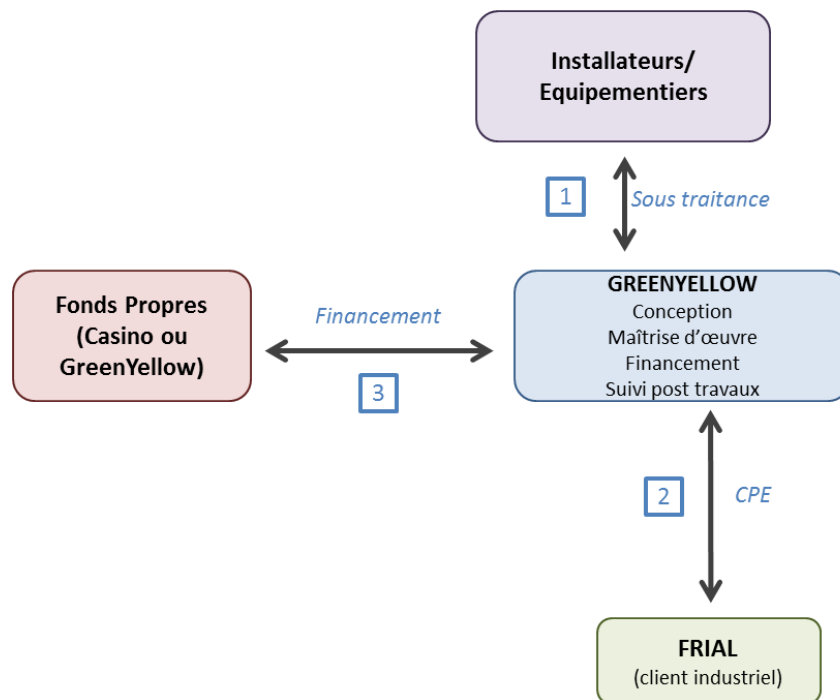 Installateurs/
Equipementiers
1
Sous traitance
Fonds Propres
(Casino ou
GreenYellow)
Financement
3
GREENYELLOW
Conception
Maîtrise d’œuvre
Financement
Suivi post travaux
2
CPE
FRIAL
(client industriel)